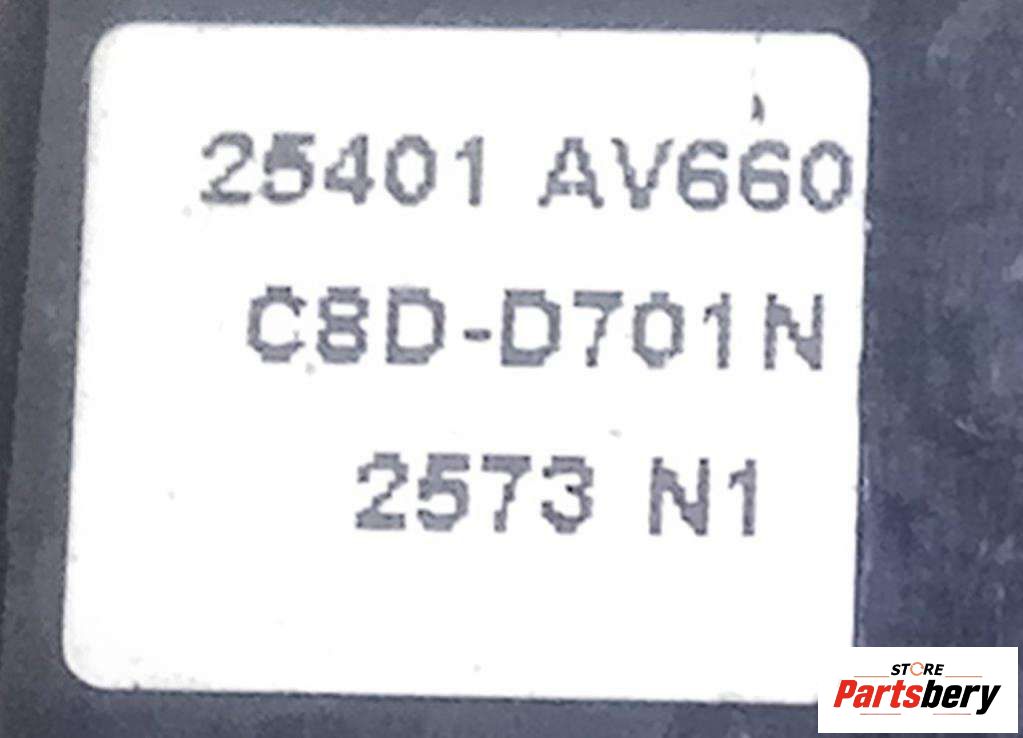 25401 AV660
C8D-D701N
2573 N1
STORE
Partsbery